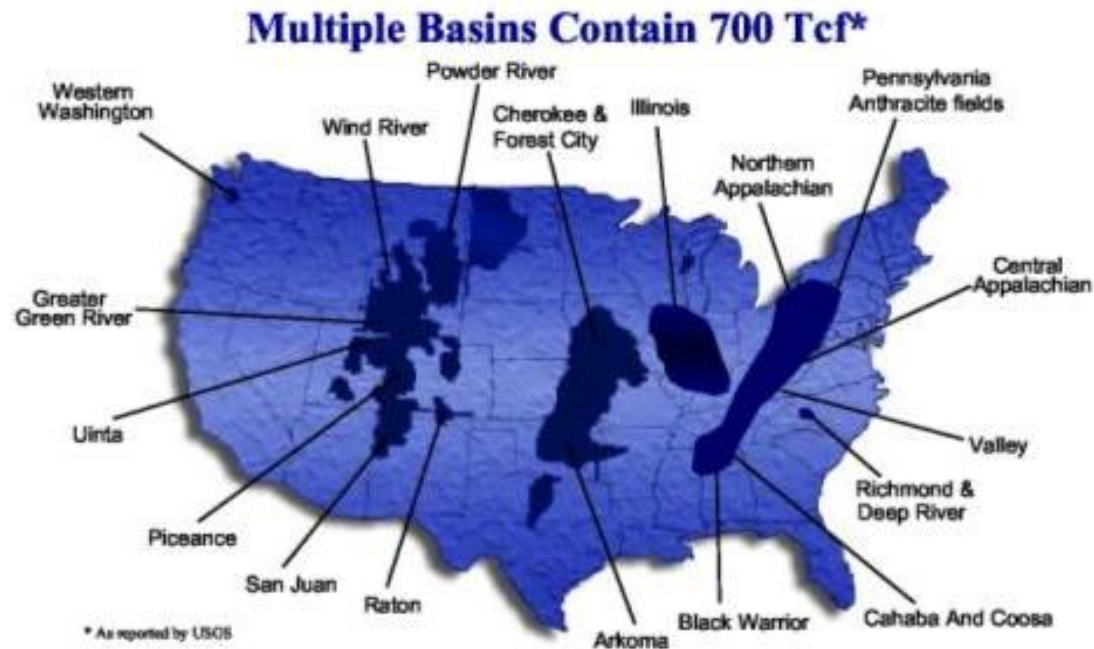 Multiple Basins Contain 700 Tcf*
Powder River
Pennsylvania
Anthracite fields
Western
Washington
Wind River
Cherokee &
Forest City
Illinois
Northern
Appalachian
Central
Appalachian
Greater
Green River
Uinta
Valley
Richmond &
Deep River
Piceance
San Juan
Raton
Arkoma
Black Warrior
Cahaba And Coosa
* As reported by USGS